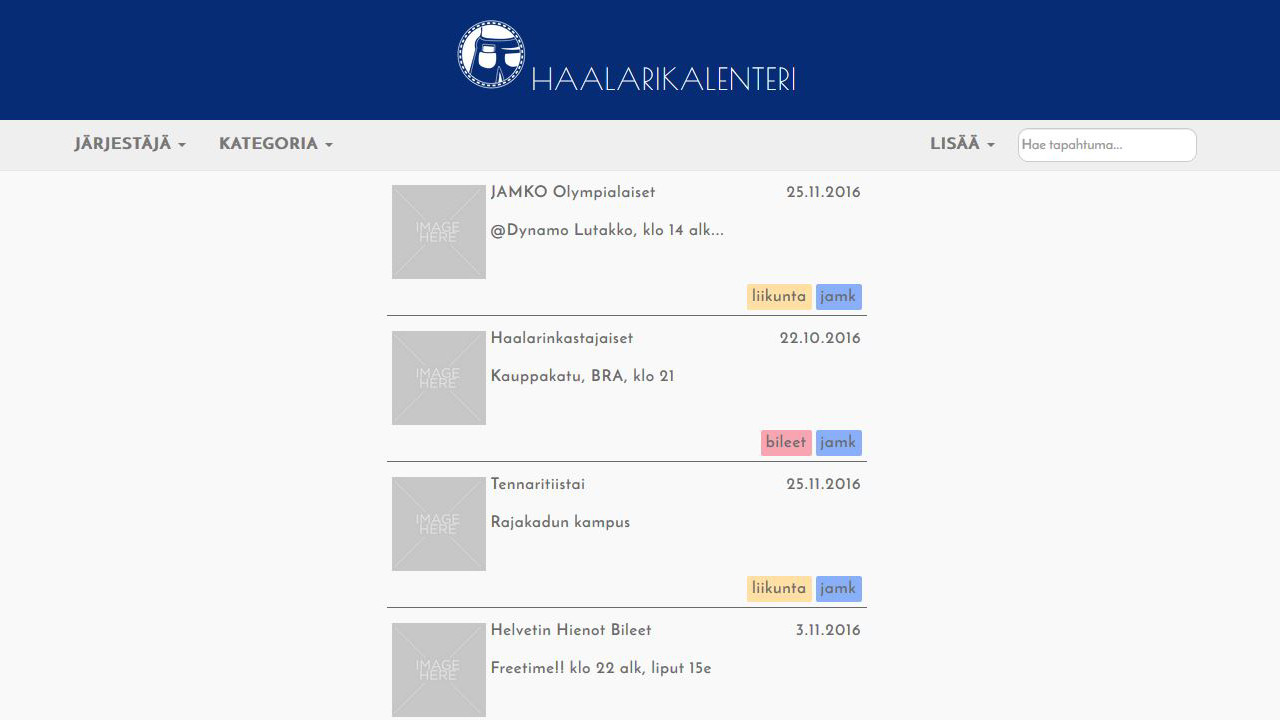 HAALARIKALENTERI
JÄRJESTÄJÄ KATEGORIA LISÄÄ Hae tapahtuma...
IMAGE HERE
JAMKO Olympialaiset 25.11.2016
@Dynamo Lutakko, klo 14 alk...
liikunta jamk
IMAGE HERE
Haalarinkastajaiset 22.10.2016
Kauppakatu, BRA, klo 21
bileet jamk
IMAGE HERE
Tennaritiistai 25.11.2016
Rajakadun kampus
liikunta jamk
IMAGE HERE
Helvetin Hienot Bileet 3.11.2016
Freetime!! klo 22 alk, liput 15e